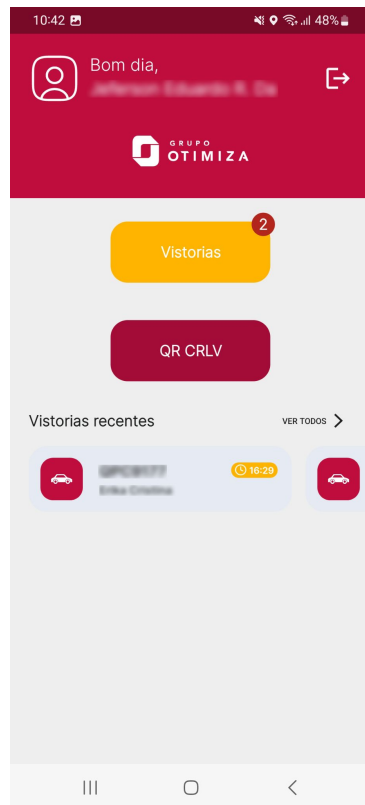 10:42
48%
Bom dia,
GRUPO
OTIMIZA
2
Vistorias
QR CRLV
Vistorias recentes
VER TODOS
16:29